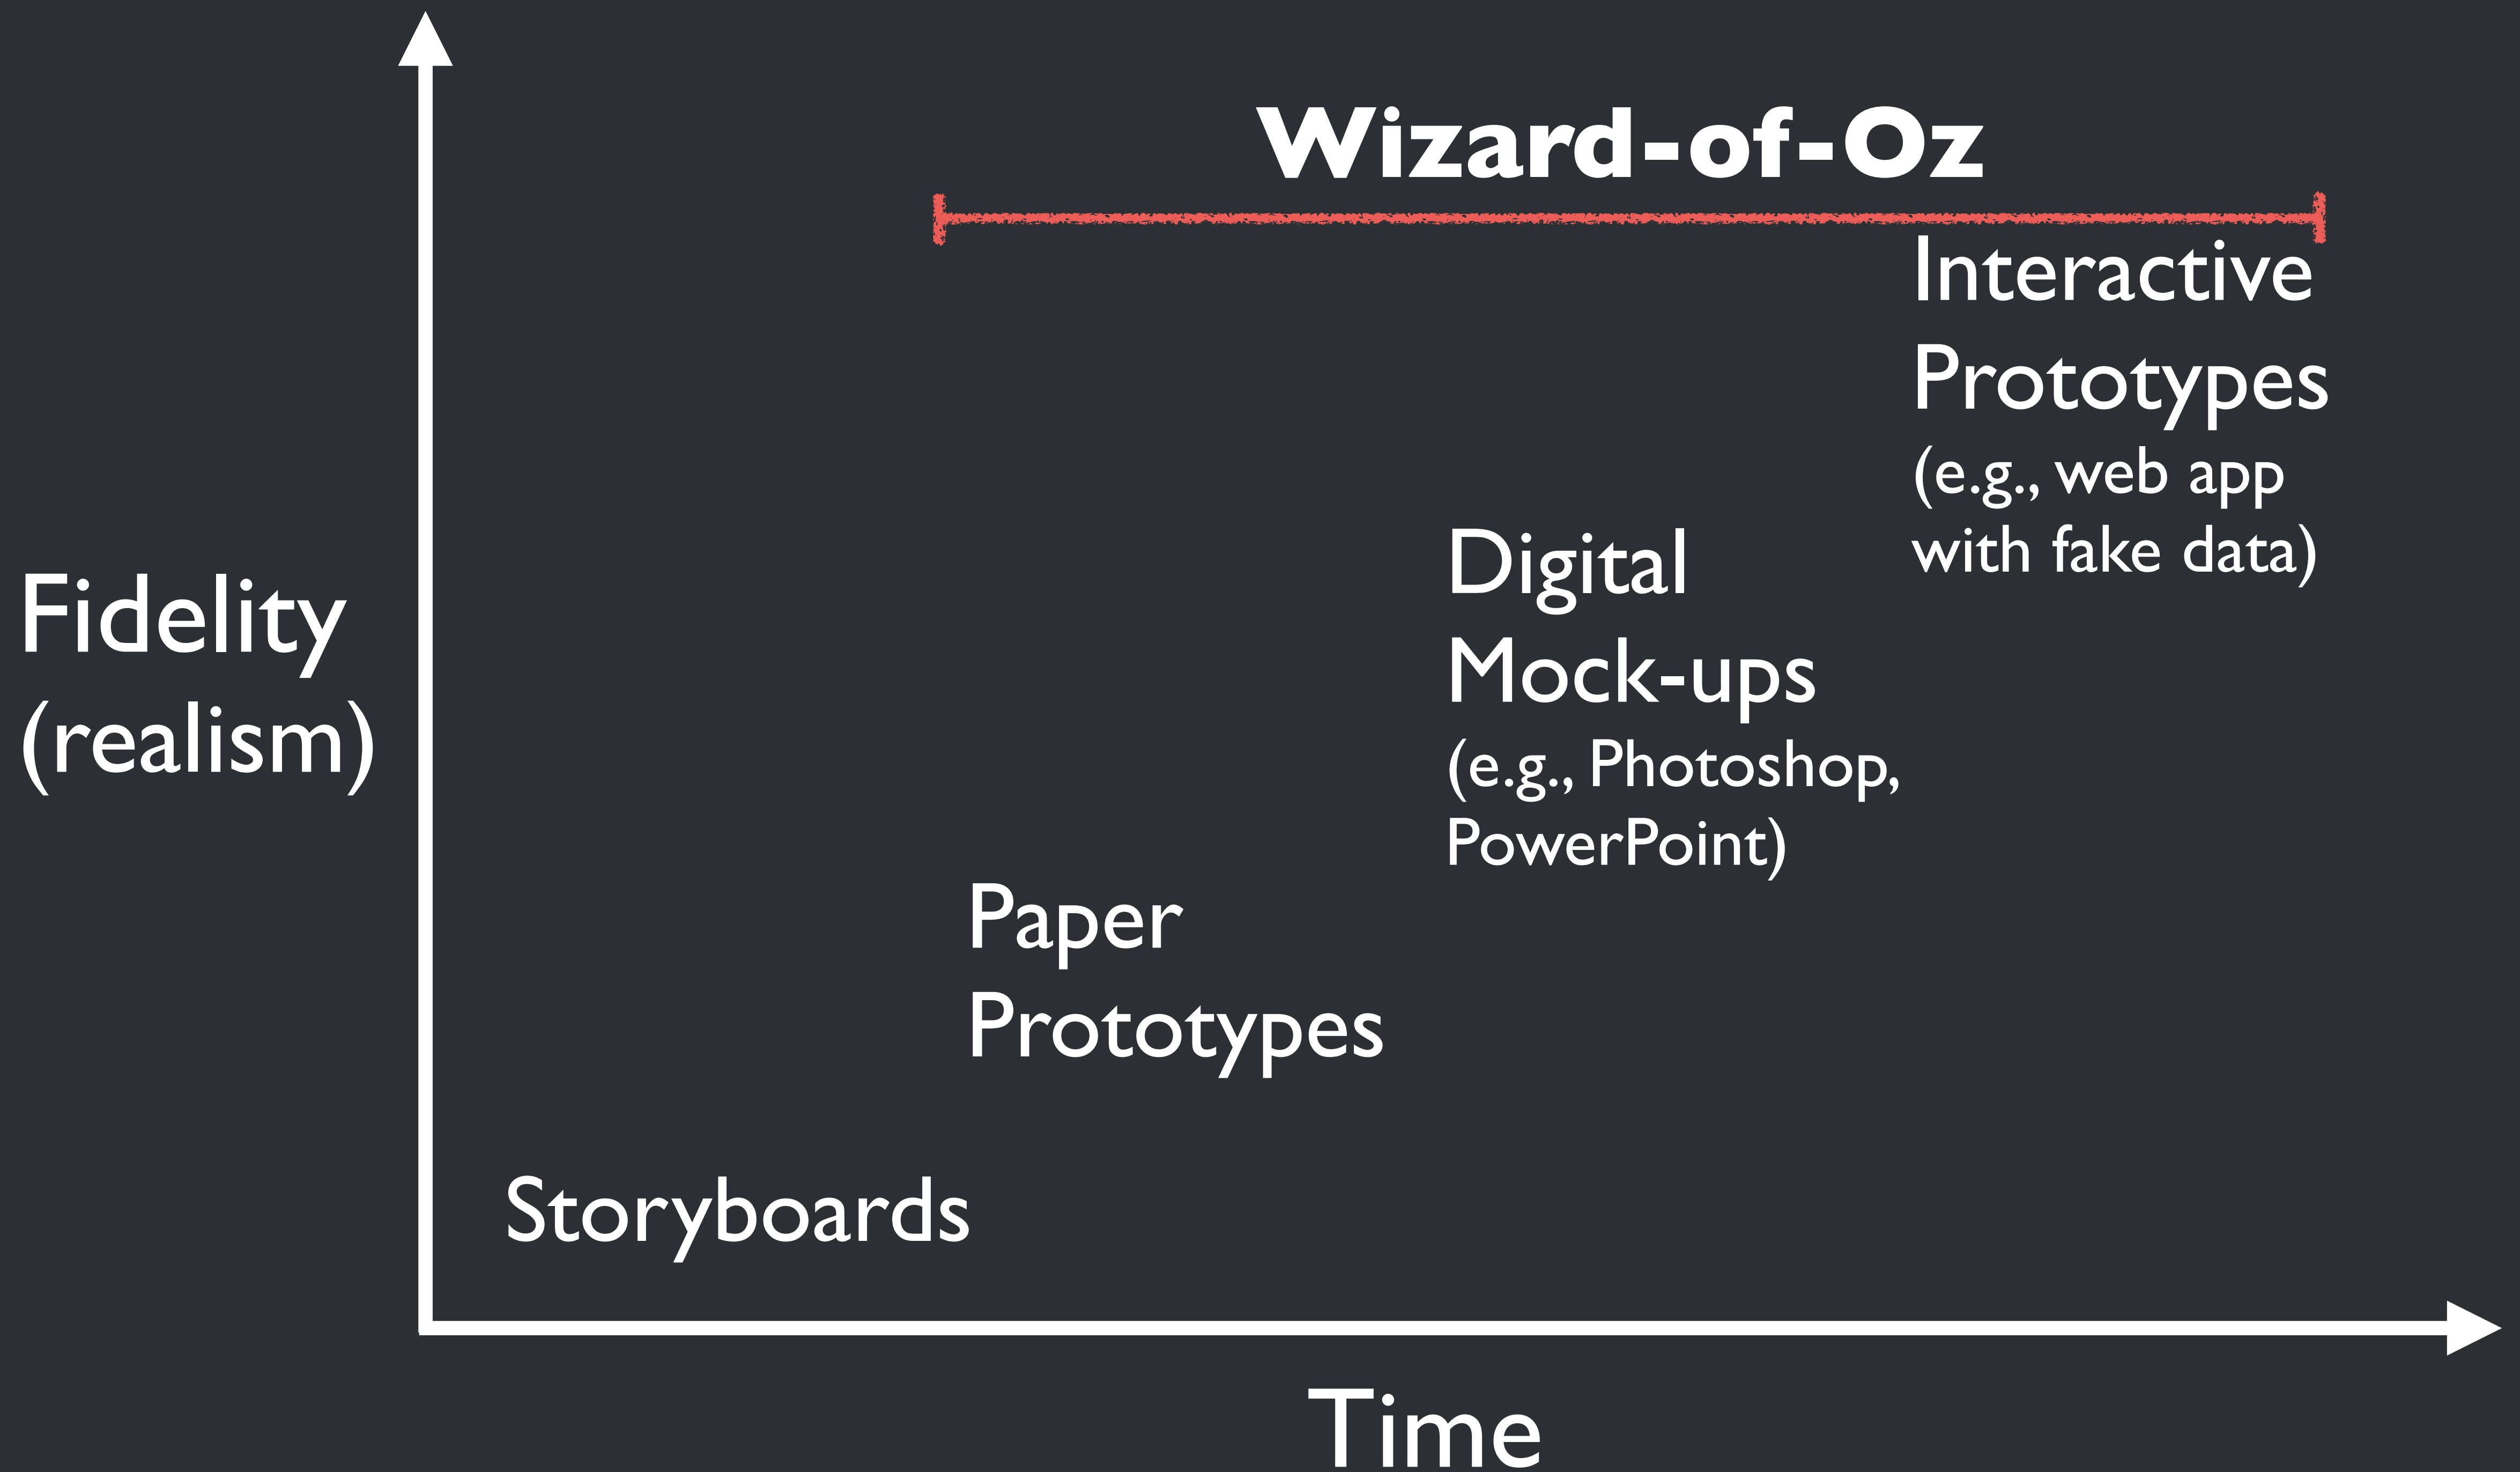 Wizard-of-Oz
Interactive
Prototypes
(e.g., web app
with fake data)
Digital
Mock-ups
(e.g., Photoshop,
PowerPoint)
Fidelity
(realism)
Paper
Prototypes
Storyboards
Time